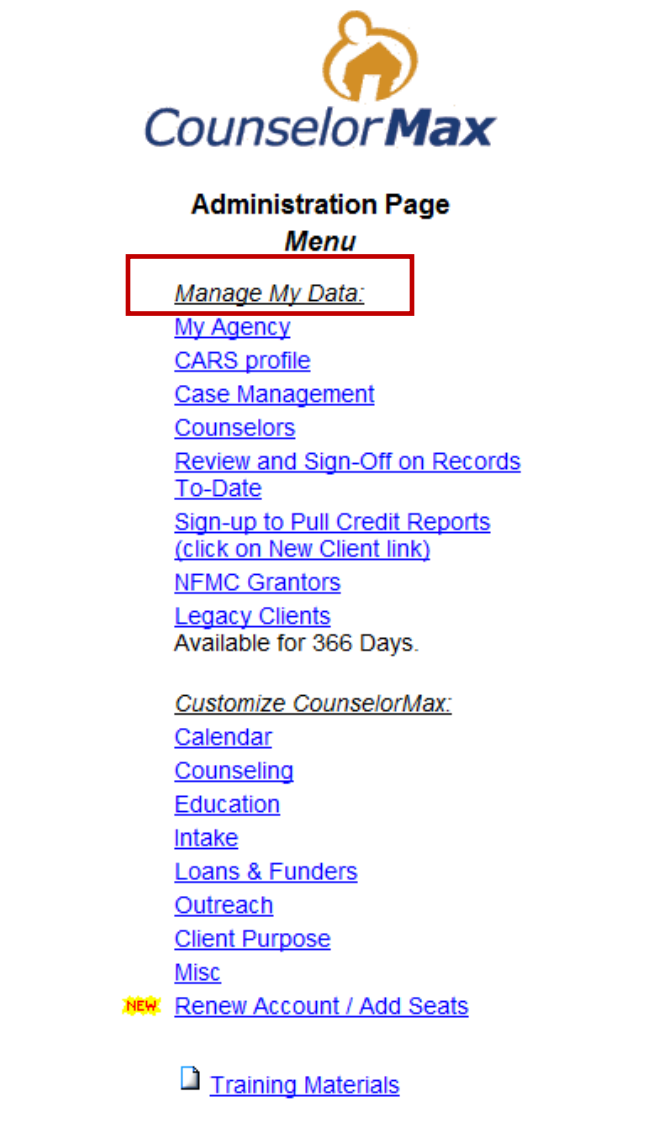 CounselorMax
Administration Page
Menu
Manage My Data:
My Agency
CARS profile
Case Management
Counselors
Review and Sign-Off on Records
To-Date
Sign-up to Pull Credit Reports
(click on New Client link)
NFMC Grantors
Legacy Clients
Available for 366 Days.
Customize CounselorMax:
Calendar
Counseling
Education
Intake
Loans & Funders
Outreach
Client Purpose
Misc
NEW Renew Account / Add Seats
Training Materials